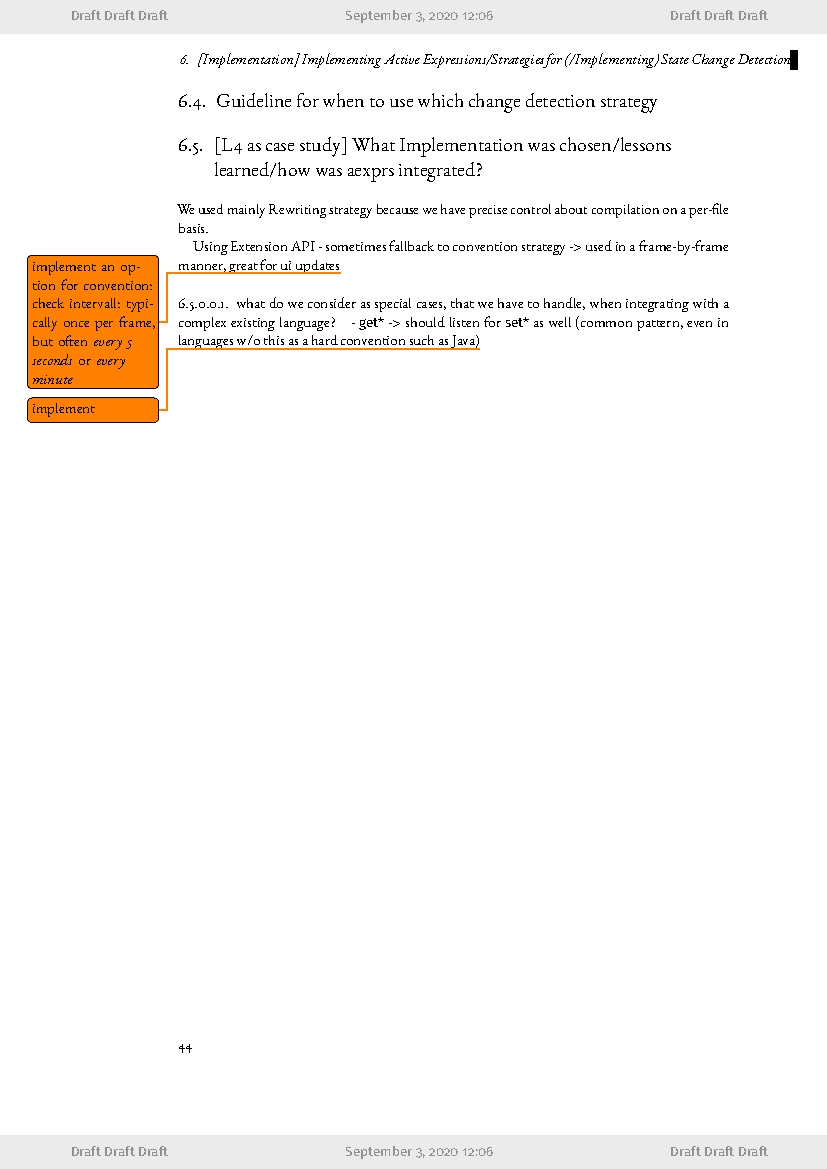 Draft Draft Draft September 3, 2020 12:06 Draft Draft Draft
6. [Implementation] Implementing Active Expressions/Strategies for (/Implementing) State Change Detection
6.4. Guideline for when to use which change detection strategy
6.5. [L4 as case study] What Implementation was chosen/lessons
learned/how was aexprs integrated?
We used mainly Rewriting strategy because we have precise control about compilation on a per-file
basis.
Using Extension API - sometimes fallback to convention strategy -> used in a frame-by-frame
manner, great for ui updates
implement an op-
tion for convention:
check intervall: typi-
cally once per frame,
but often every 5
seconds or every
minute
6.5.0.0.1. what do we consider as special cases, that we have to handle, when integrating with a
complex existing language? - get* -> should listen for set* as well (common pattern, even in
languages w/o this as a hard convention such as Java)
implement
44
Draft Draft Draft September 3, 2020 12:06 Draft Draft Draft